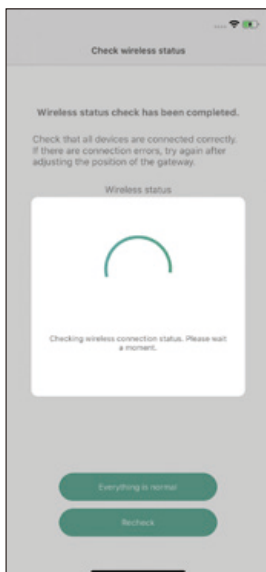 Check wireless status
Wireless status check has been completed.
Check that all devices are connected correctly.
If there are connection errors, try again after
adjusting the position of the gateway.
Wireless status
Checking wireless connection status. Please wait
a moment.
Everything is normal
Recheck